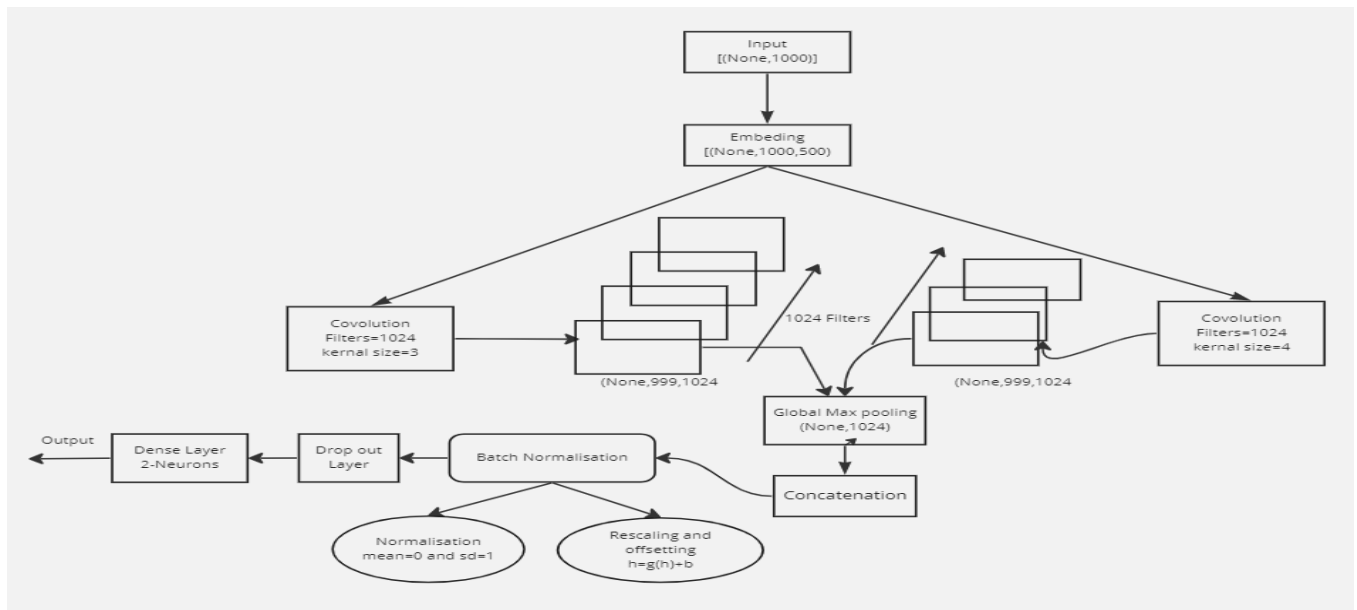 Input
[(None,1000)]
Embeding
[(None,1000,500)
Covolution
Filters=1024
kernal size=3
1024 Filters
Covolution
Filters=1024
kernal size=4
(None,999,1024
(None,999,1024
Global Max pooling
(None,1024)
Output
Dense Layer
2-Neurons
Drop out
Layer
Batch Normalisation
Concatenation
Normalisation
mean=0 and sd=1
Rescaling and
offsetting
h=g(h)+b